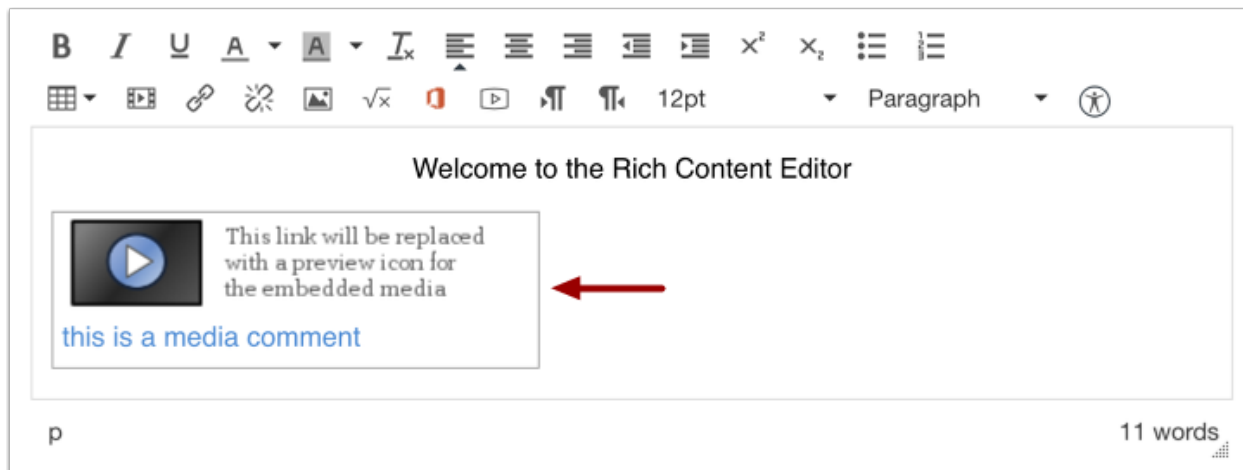 B I U A A Tx x² x₂
√x 12pt Paragraph
Welcome to the Rich Content Editor
This link will be replaced
with a preview icon for
the embedded media
this is a media comment
p 11 words